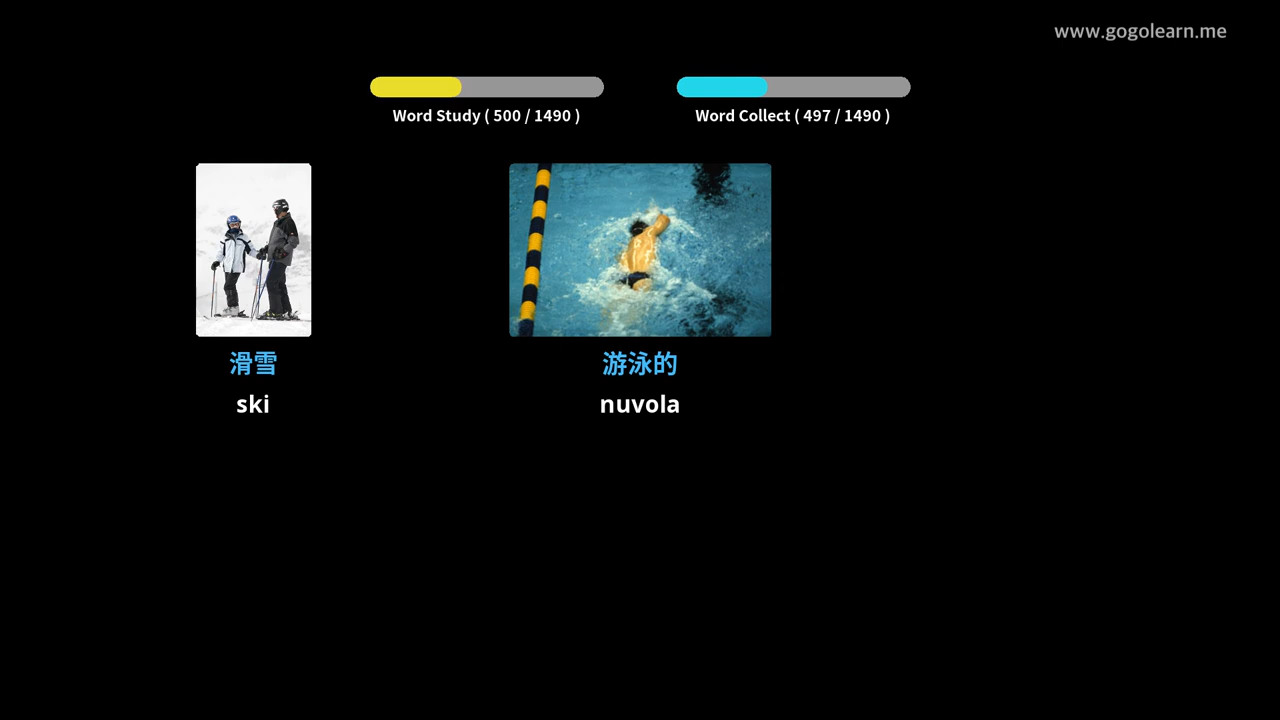 www.gogolearn.me
Word Study ( 500 / 1490 )
Word Collect ( 497 / 1490 )
滑雪
ski
游泳的
nuvola